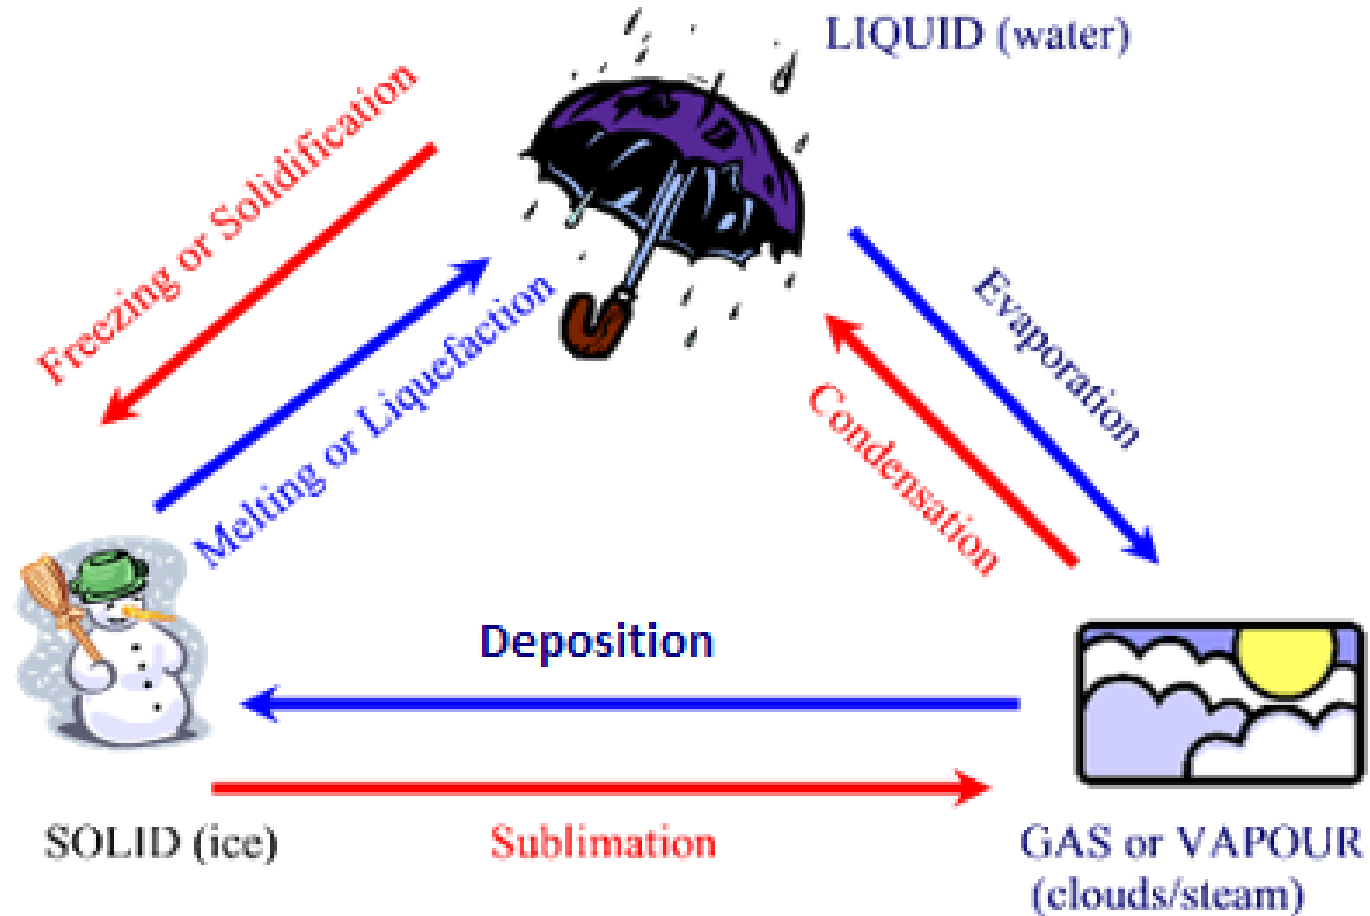 LIQUID (water)
Freezing or Solidification
Melting or Liquefaction
Evaporation
Condensation
Deposition
Sublimation
SOLID (ice)
GAS or VAPOUR
(clouds/steam)